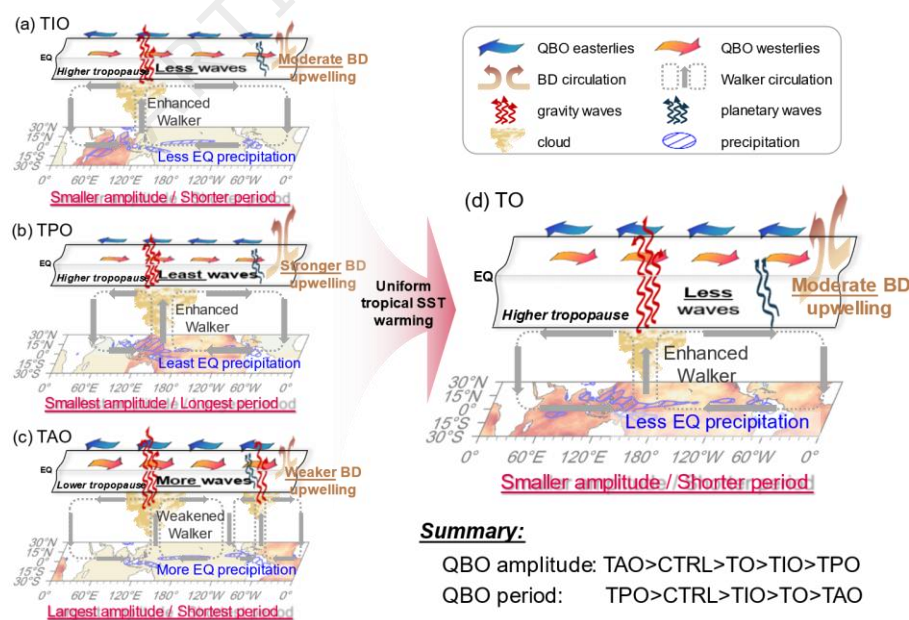 (a) TIO
EQ
Higher tropopause
Less waves
Moderate BD
upwelling
Enhanced
Walker
30°N
15°N
0°
15°S
30°S
Less EQ precipitation
0° 60°E 120°E 180° 120°W 60°W 0°
Smaller amplitude / Shorter period
(b) TPO
EQ
Higher tropopause
Least waves
Stronger BD
upwelling
Enhanced
Walker
30°N
15°N
0°
15°S
30°S
Least EQ precipitation
0° 60°E 120°E 180° 120°W 60°W 0°
Smallest amplitude / Longest period
(c) TAO
EQ
Lower tropopause
More waves
Weaker BD
upwelling
Weakened
Walker
30°N
15°N
0°
15°S
30°S
More EQ precipitation
0° 60°E 120°E 180° 120°W 60°W 0°
Largest amplitude / Shortest period
Uniform
tropical SST
warming
QBO easterlies QBO westerlies
BD circulation Walker circulation
gravity waves planetary waves
cloud precipitation
(d) TO
EQ
Higher tropopause
Less
waves
Moderate BD
upwelling
Enhanced
Walker
30°N
15°N
0°
15°S
30°S
Less EQ precipitation
0° 60°E 120°E 180° 120°W 60°W 0°
Smaller amplitude / Shorter period
Summary:
QBO amplitude: TAO>CTRL>TO>TIO>TPO
QBO period: TPO>CTRL>TIO>TO>TAO